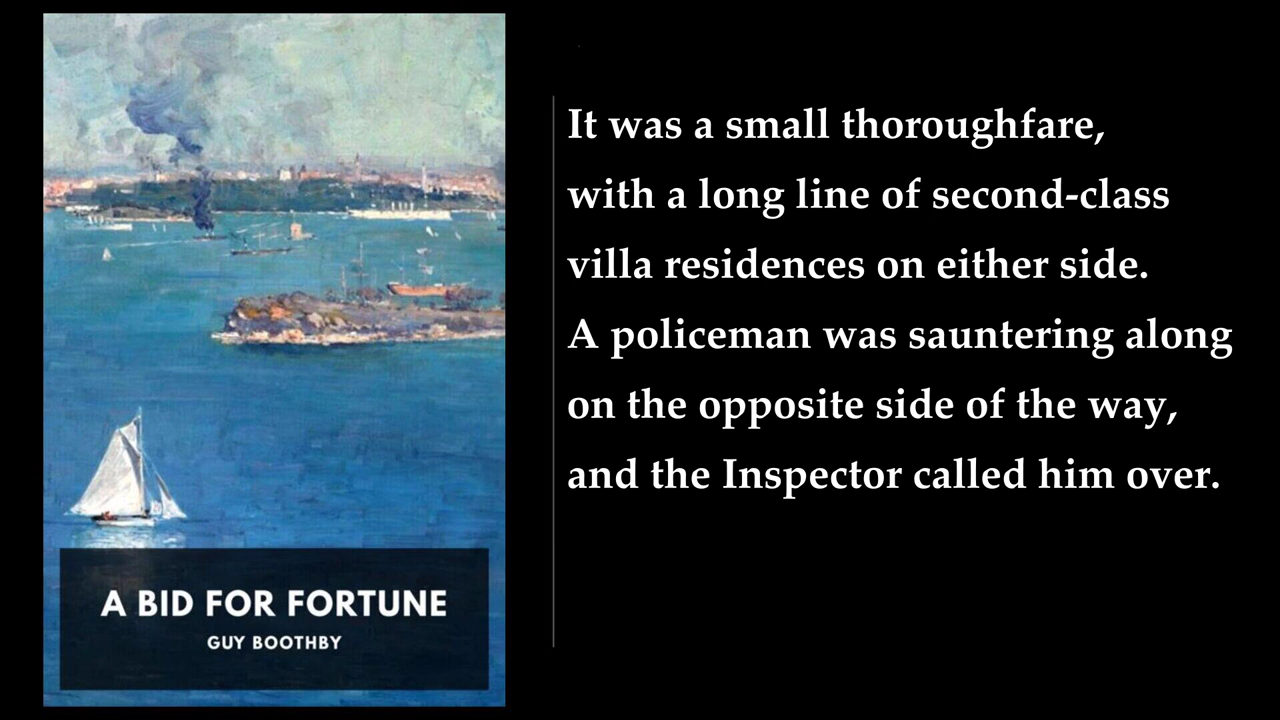 A BID FOR FORTUNE
GUY BOOTHBY
It was a small thoroughfare,
with a long line of second-class
villa residences on either side.
A policeman was sauntering along
on the opposite side of the way,
and the Inspector called him over.